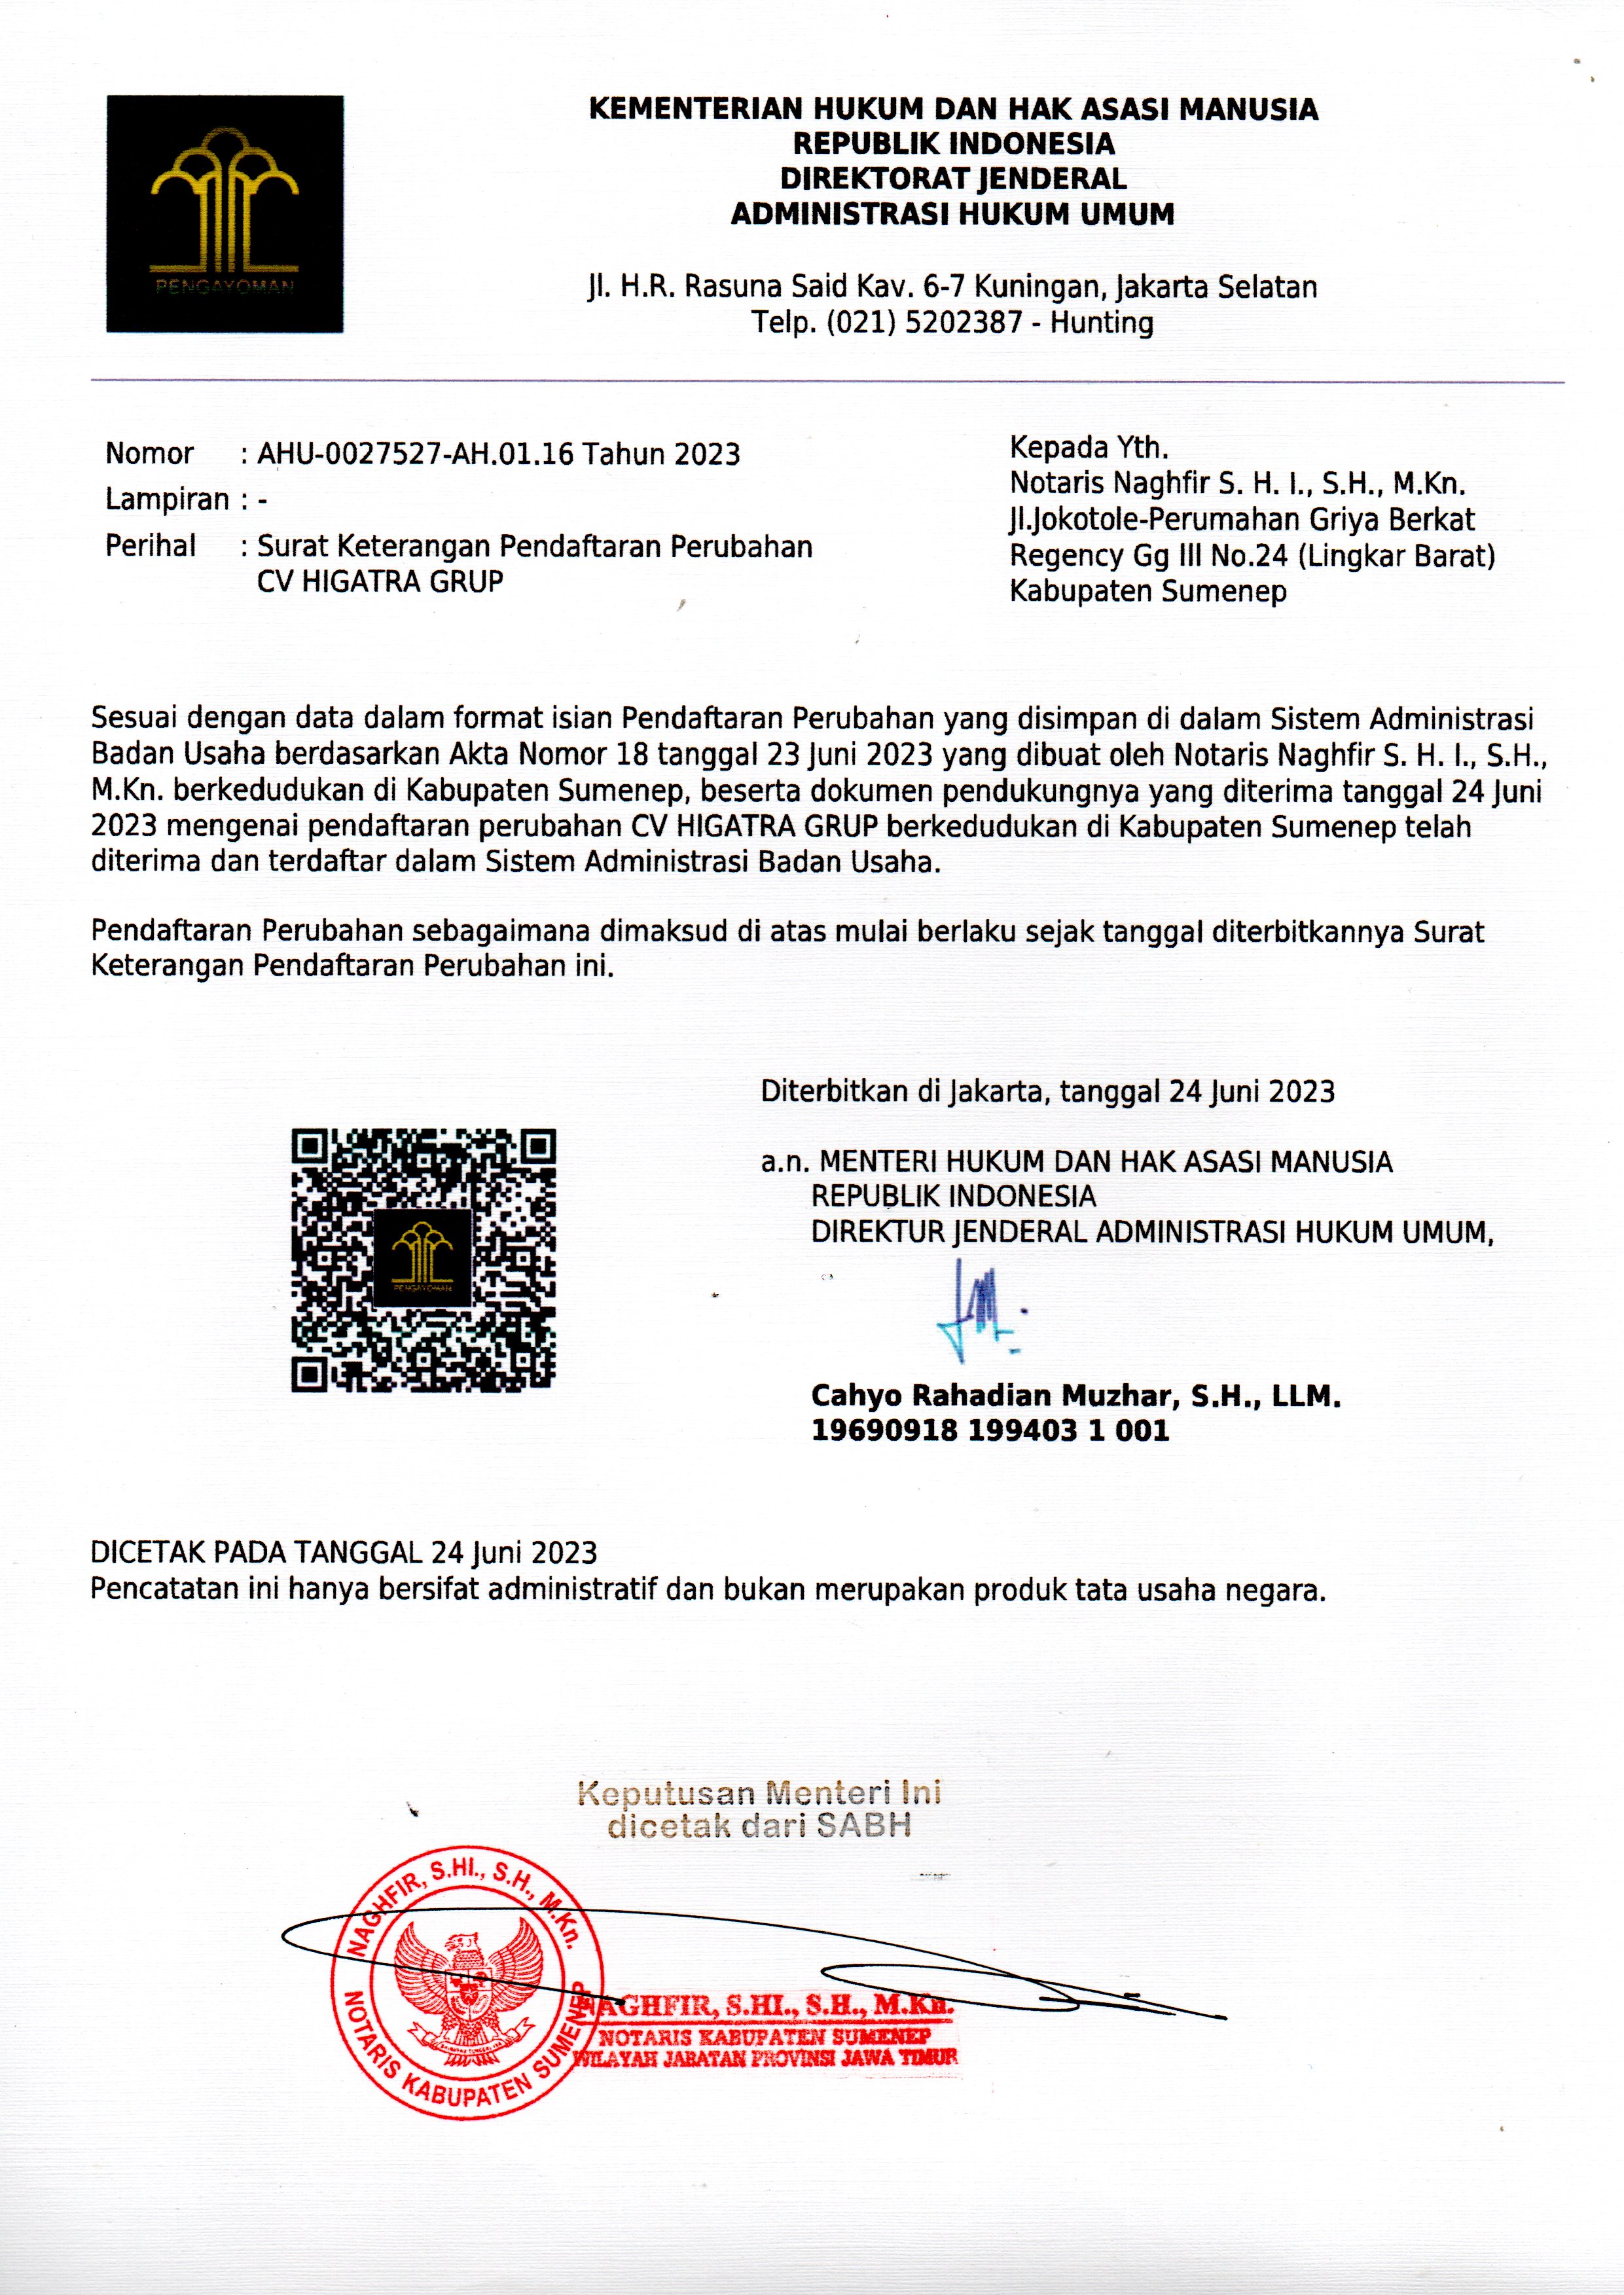 PENGAYOMAN
KEMENTERIAN HUKUM DAN HAK ASASI MANUSIA
REPUBLIK INDONESIA
DIREKTORAT JENDERAL
ADMINISTRASI HUKUM UMUM
Jl. H.R. Rasuna Said Kav. 6-7 Kuningan, Jakarta Selatan
Telp. (021) 5202387 - Hunting
Nomor : AHU-0027527-AH.01.16 Tahun 2023
Lampiran : -
Perihal : Surat Keterangan Pendaftaran Perubahan
CV HIGATRA GRUP
Kepada Yth.
Notaris Naghfir S. H. I., S.H., M.Kn.
Jl.Jokotole-Perumahan Griya Berkat
Regency Gg III No.24 (Lingkar Barat)
Kabupaten Sumenep
Sesuai dengan data dalam format isian Pendaftaran Perubahan yang disimpan di dalam Sistem Administrasi
Badan Usaha berdasarkan Akta Nomor 18 tanggal 23 Juni 2023 yang dibuat oleh Notaris Naghfir S. H. I., S.H.,
M.Kn. berkedudukan di Kabupaten Sumenep, beserta dokumen pendukungnya yang diterima tanggal 24 Juni
2023 mengenai pendaftaran perubahan CV HIGATRA GRUP berkedudukan di Kabupaten Sumenep telah
diterima dan terdaftar dalam Sistem Administrasi Badan Usaha.
Pendaftaran Perubahan sebagaimana dimaksud di atas mulai berlaku sejak tanggal diterbitkannya Surat
Keterangan Pendaftaran Perubahan ini.
Diterbitkan di Jakarta, tanggal 24 Juni 2023
a.n. MENTERI HUKUM DAN HAK ASASI MANUSIA
REPUBLIK INDONESIA
DIREKTUR JENDERAL ADMINISTRASI HUKUM UMUM,
PENGAYOMAN
Cahyo Rahadian Muzhar, S.H., LLM.
19690918 199403 1 001
DICETAK PADA TANGGAL 24 Juni 2023
Pencatatan ini hanya bersifat administratif dan bukan merupakan produk tata usaha negara.
Keputusan Menteri Ini
dicetak dari SABH
NAGHFIR, S.HI., S.H., M.Kn.
NOTARIS KABUPATEN SUMENEP
NAGHFIR, S.HI., S.H., M.Kn.
NOTARIS KABUPATEN SUMENEP
WILAYAH JABATAN PROVINSI JAWA TIMUR